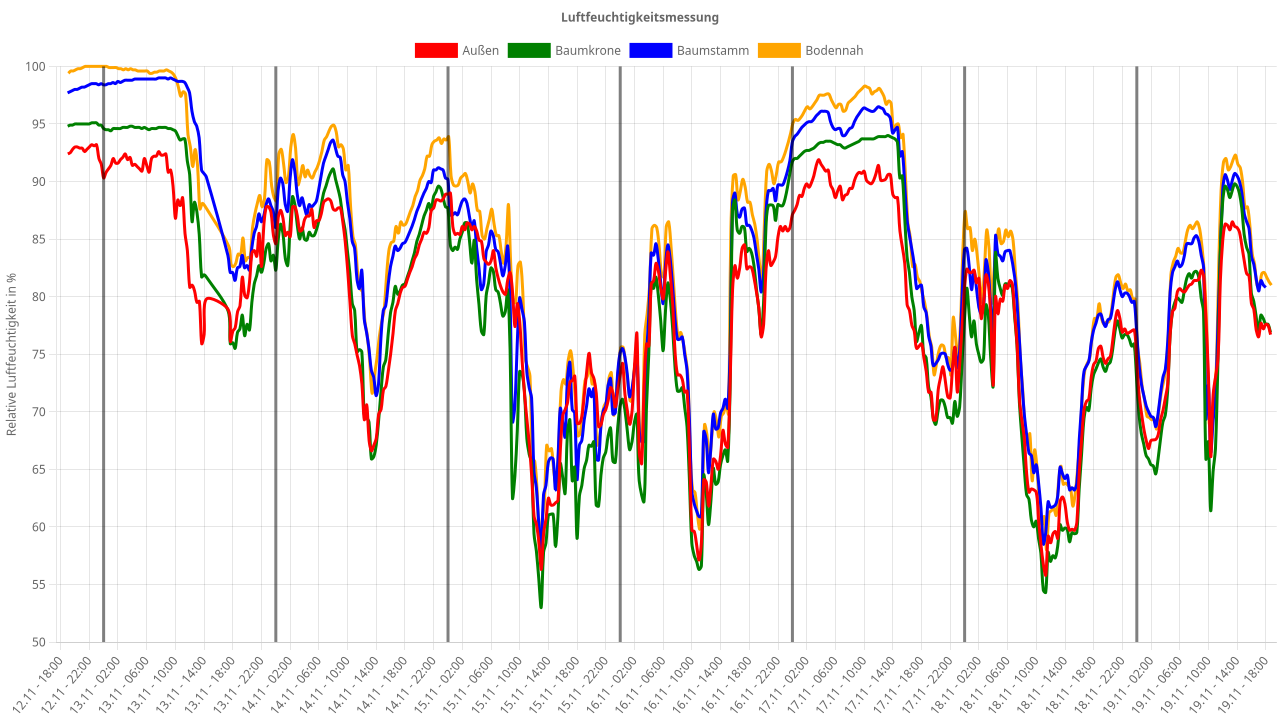 Luftfeuchtigkeitsmessung
Außen Baumkrone Baumstamm Bodennah
Relative Luftfeuchtigkeit in %
100
95
90
85
80
75
70
65
60
55
50
12.11 - 18:00
12.11 - 22:00
13.11 - 02:00
13.11 - 06:00
13.11 - 10:00
13.11 - 14:00
13.11 - 18:00
13.11 - 22:00
14.11 - 02:00
14.11 - 06:00
14.11 - 10:00
14.11 - 14:00
14.11 - 18:00
14.11 - 22:00
15.11 - 02:00
15.11 - 06:00
15.11 - 10:00
15.11 - 14:00
15.11 - 18:00
15.11 - 22:00
16.11 - 02:00
16.11 - 06:00
16.11 - 10:00
16.11 - 14:00
16.11 - 18:00
16.11 - 22:00
17.11 - 02:00
17.11 - 06:00
17.11 - 10:00
17.11 - 14:00
17.11 - 18:00
17.11 - 22:00
18.11 - 02:00
18.11 - 06:00
18.11 - 10:00
18.11 - 14:00
18.11 - 18:00
18.11 - 22:00
19.11 - 02:00
19.11 - 06:00
19.11 - 10:00
19.11 - 14:00
19.11 - 18:00